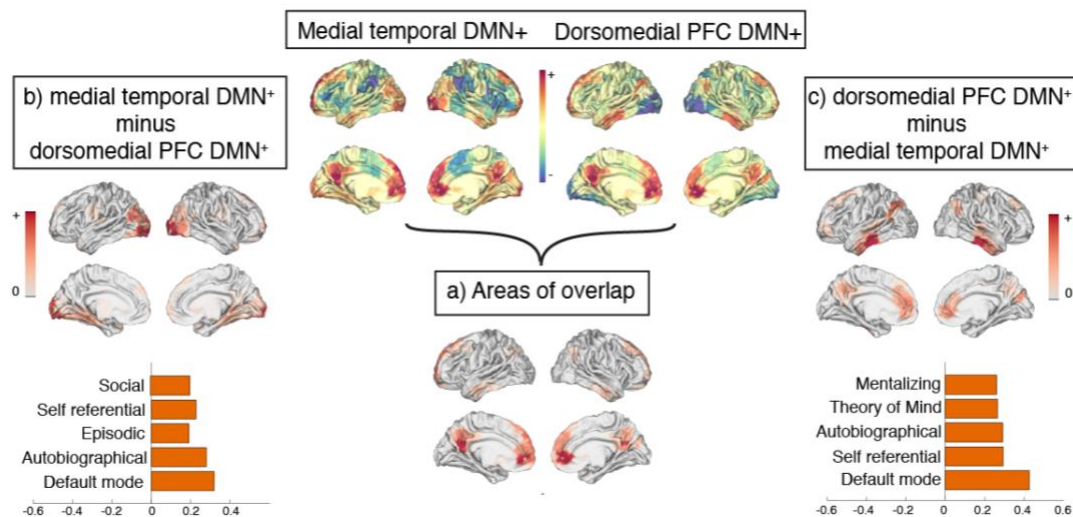 Medial temporal DMN+
Dorsomedial PFC DMN+
+
-
b) medial temporal DMN⁺
minus
dorsomedial PFC DMN⁺
+
0
c) dorsomedial PFC DMN⁺
minus
medial temporal DMN⁺
+
0
a) Areas of overlap
Social
Self referential
Episodic
Autobiographical
Default mode
-0.6 -0.4 -0.2 0 0.2 0.4
-
Mentalizing
Theory of Mind
Autobiographical
Self referential
Default mode
-0.6 -0.4 -0.2 0 0.2 0.4 0.6